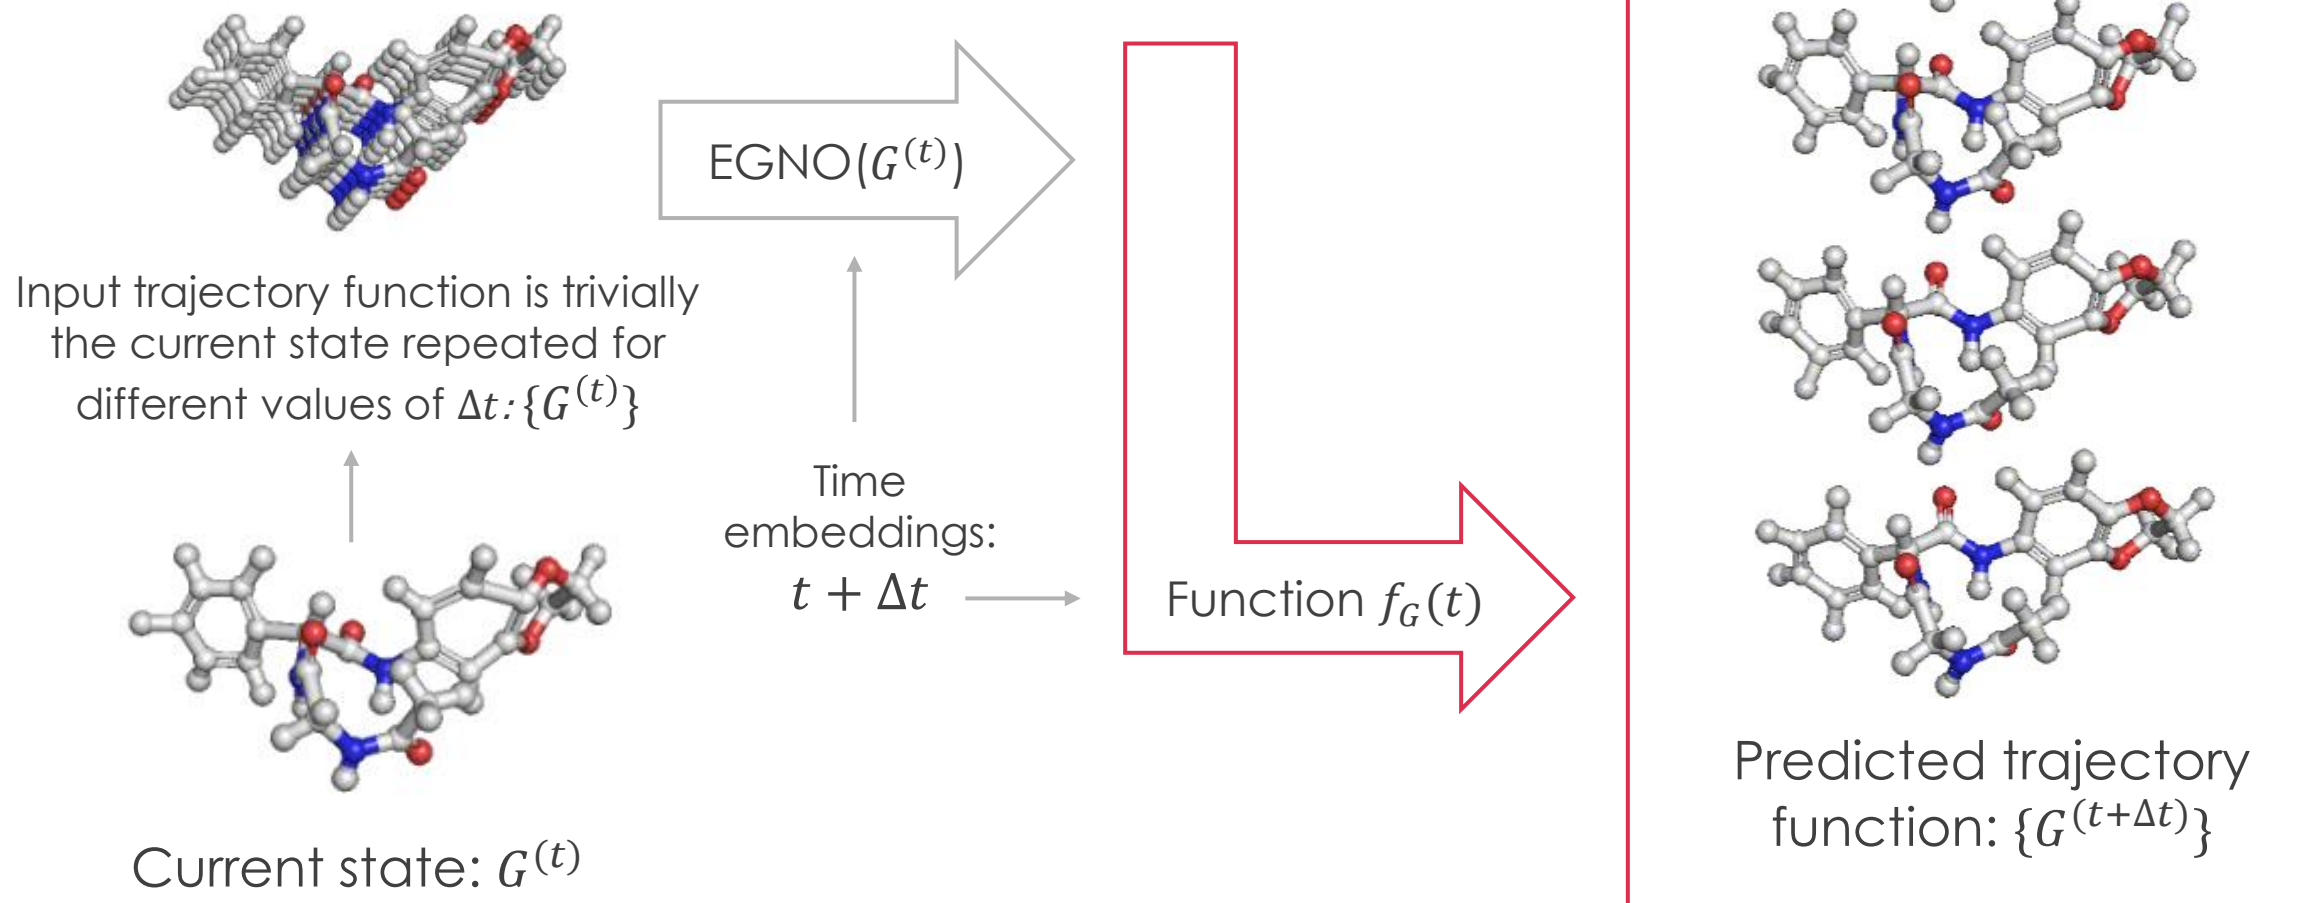 Input trajectory function is trivially
the current state repeated for
different values of Δt: {G^(t)}
Current state: G^(t)
EGNO(G^(t))
Time
embeddings:
t + Δt
Function f_G(t)
Predicted trajectory
function: {G^(t+Δt)}